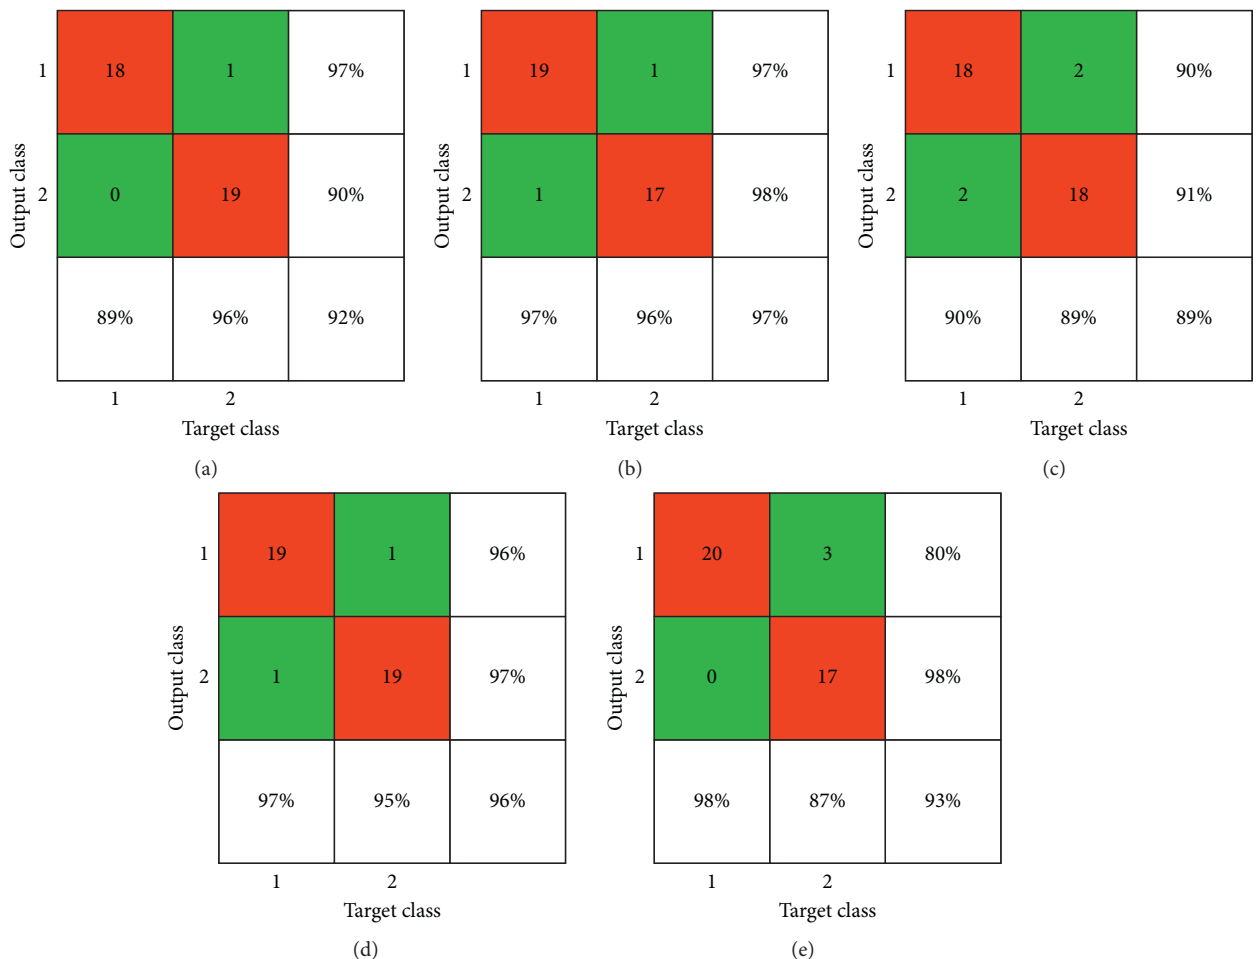 1 18 1 97%
Output class
2 0 19 90%
89% 96% 92%
1 2
Target class
(a)
1 19 1 97%
Output class
2 1 17 98%
97% 96% 97%
1 2
Target class
(b)
1 18 2 90%
Output class
2 2 18 91%
90% 89% 89%
1 2
Target class
(c)
1 19 1 96%
Output class
2 1 19 97%
97% 95% 96%
1 2
Target class
(d)
1 20 3 80%
Output class
2 0 17 98%
98% 87% 93%
1 2
Target class
(e)